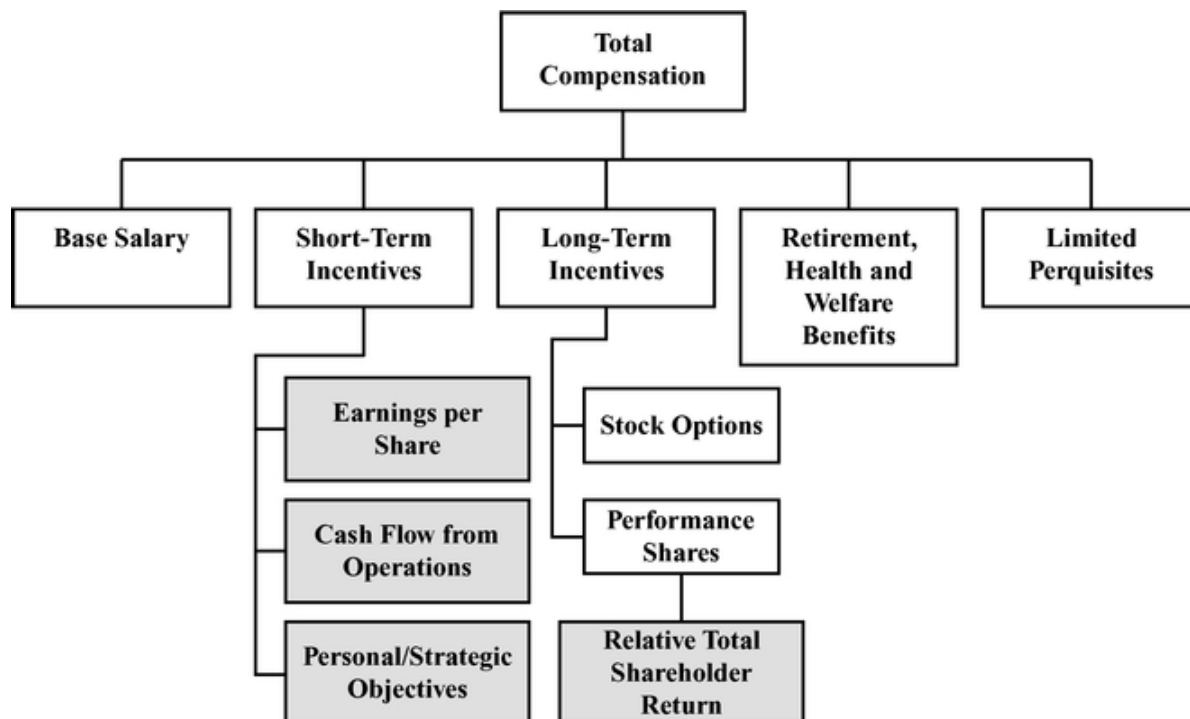 Total
Compensation
Base Salary
Short-Term
Incentives
Long-Term
Incentives
Retirement,
Health and
Welfare
Benefits
Limited
Perquisites
Earnings per
Share
Cash Flow from
Operations
Personal/Strategic
Objectives
Stock Options
Performance
Shares
Relative Total
Shareholder
Return